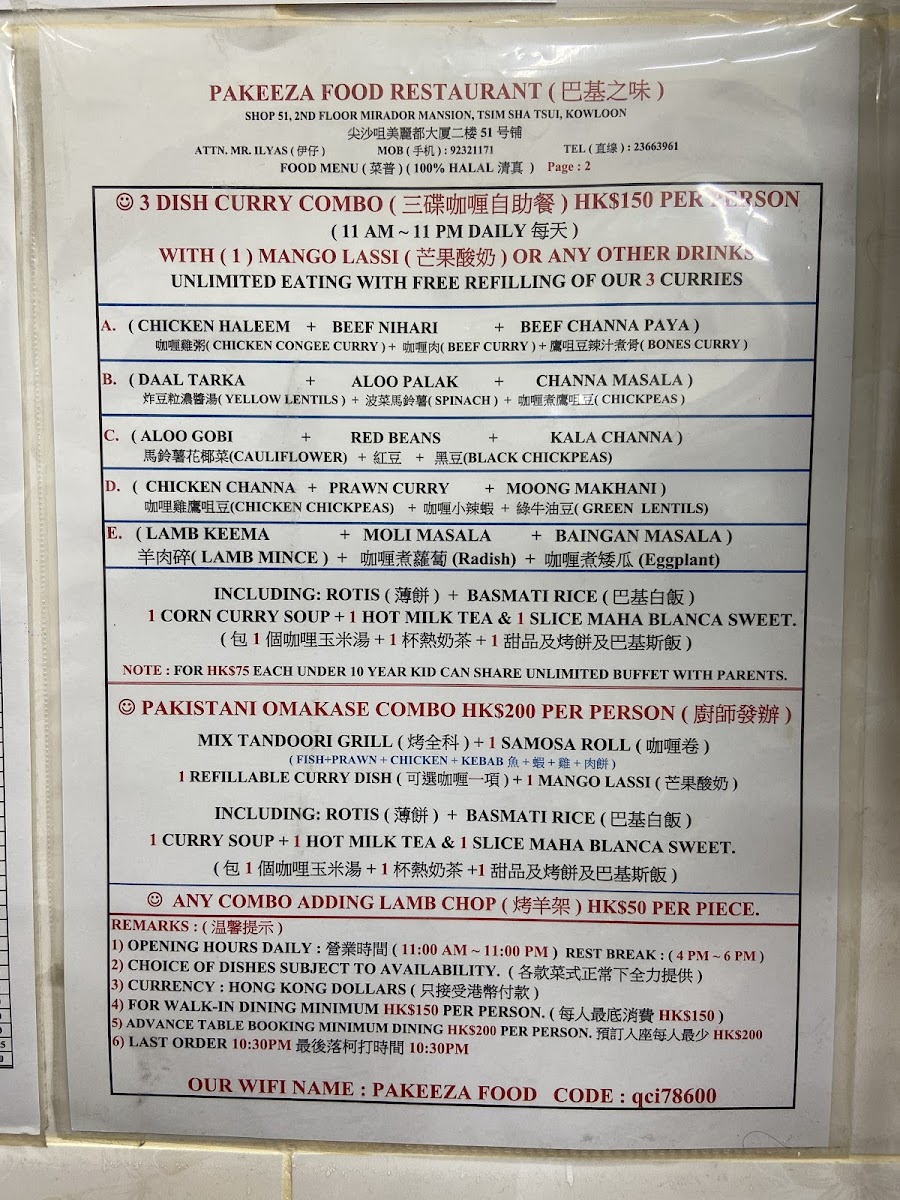 PAKEEZA FOOD RESTAURANT ( 巴基之味 )
SHOP 51, 2ND FLOOR MIRADOR MANSION, TSIM SHA TSUI, KOWLOON
尖沙咀美麗都大厦二楼 51 号铺
ATTN. MR. ILYAS ( 伊仔 ) MOB ( 手机 ) : 92321171 TEL ( 直缐 ) : 23663961
FOOD MENU ( 菜普 ) ( 100% HALAL 清真 ) Page : 2
☺ 3 DISH CURRY COMBO ( 三碟咖喱自助餐 ) HK$150 PER PERSON
( 11 AM ~ 11 PM DAILY 每天 )
WITH ( 1 ) MANGO LASSI ( 芒果酸奶 ) OR ANY OTHER DRINKS
UNLIMITED EATING WITH FREE REFILLING OF OUR 3 CURRIES
A. ( CHICKEN HALEEM + BEEF NIHARI + BEEF CHANNA PAYA )
咖喱雞粥( CHICKEN CONGEE CURRY ) + 咖喱肉( BEEF CURRY ) + 鷹咀豆辣汁煮骨( BONES CURRY )
B. ( DAAL TARKA + ALOO PALAK + CHANNA MASALA )
炸豆粒濃醬湯( YELLOW LENTILS ) + 波菜馬鈴薯( SPINACH ) + 咖喱煮鷹咀豆( CHICKPEAS )
C. ( ALOO GOBI + RED BEANS + KALA CHANNA )
馬鈴薯花椰菜(CAULIFLOWER) + 紅豆 + 黑豆(BLACK CHICKPEAS)
D. ( CHICKEN CHANNA + PRAWN CURRY + MOONG MAKHANI )
咖哩雞鷹咀豆(CHICKEN CHICKPEAS) + 咖喱小辣蝦 + 綠牛油豆( GREEN LENTILS)
E. ( LAMB KEEMA + MOLI MASALA + BAINGAN MASALA )
羊肉碎( LAMB MINCE ) + 咖喱煮蘿蔔 (Radish) + 咖喱煮矮瓜 (Eggplant)
INCLUDING: ROTIS ( 薄餅 ) + BASMATI RICE ( 巴基白飯 )
1 CORN CURRY SOUP + 1 HOT MILK TEA & 1 SLICE MAHA BLANCA SWEET.
( 包 1 個咖哩玉米湯 + 1 杯熱奶茶 + 1 甜品及烤餅及巴基斯飯 )
NOTE : FOR HK$75 EACH UNDER 10 YEAR KID CAN SHARE UNLIMITED BUFFET WITH PARENTS.
☺ PAKISTANI OMAKASE COMBO HK$200 PER PERSON ( 廚師發辦 )
MIX TANDOORI GRILL ( 烤全科 ) + 1 SAMOSA ROLL ( 咖喱卷 )
( FISH+PRAWN + CHICKEN + KEBAB 魚 + 蝦 + 雞 + 肉餅 )
1 REFILLABLE CURRY DISH ( 可選咖喱一項 ) + 1 MANGO LASSI ( 芒果酸奶 )
INCLUDING: ROTIS ( 薄餅 ) + BASMATI RICE ( 巴基白飯 )
1 CURRY SOUP + 1 HOT MILK TEA & 1 SLICE MAHA BLANCA SWEET.
( 包 1 個咖哩玉米湯 + 1 杯熱奶茶 +1 甜品及烤餅及巴基斯飯 )
☺ ANY COMBO ADDING LAMB CHOP ( 烤羊架 ) HK$50 PER PIECE.
REMARKS : ( 温馨提示 )
1) OPENING HOURS DAILY : 營業時間 ( 11:00 AM ~ 11:00 PM ) REST BREAK : ( 4 PM ~ 6 PM )
2) CHOICE OF DISHES SUBJECT TO AVAILABILITY. ( 各款菜式正常下全力提供 )
3) CURRENCY : HONG KONG DOLLARS ( 只接受港幣付款 )
4) FOR WALK-IN DINING MINIMUM HK$150 PER PERSON. ( 每人最底消費 HK$150 )
5) ADVANCE TABLE BOOKING MINIMUM DINING HK$200 PER PERSON. 預訂入座每人最少 HK$200
6) LAST ORDER 10:30PM 最後落柯打時間 10:30PM
OUR WIFI NAME : PAKEEZA FOOD CODE : qci78600